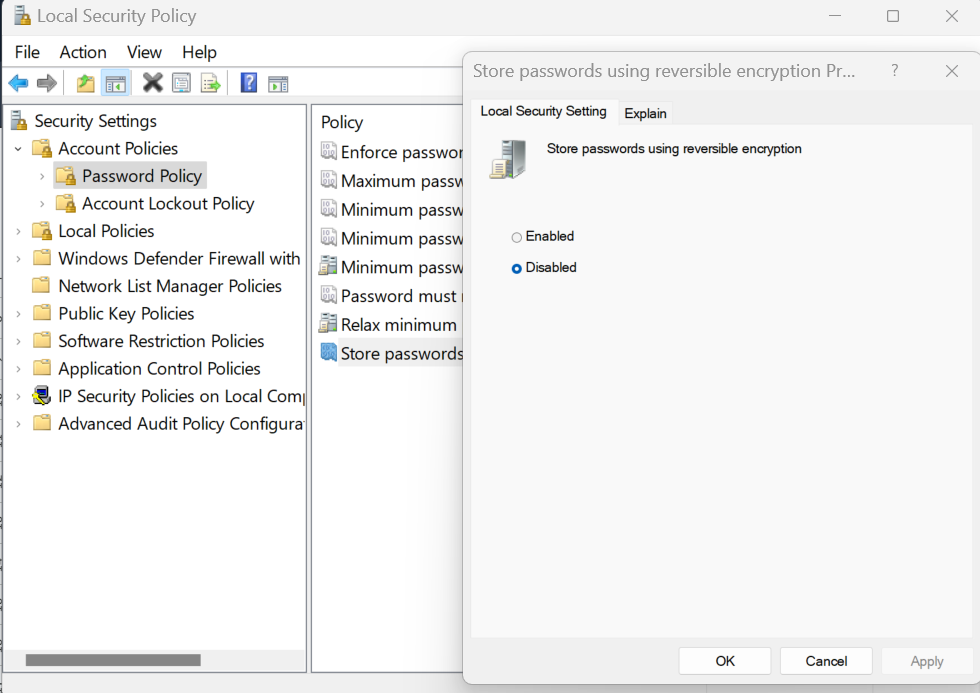 Local Security Policy
File Action View Help
Store passwords using reversible encryption Pr... ?
Local Security Setting Explain
Store passwords using reversible encryption
Enabled
Disabled
OK Cancel Apply
Security Settings
Account Policies
Password Policy
Account Lockout Policy
Local Policies
Windows Defender Firewall with
Network List Manager Policies
Public Key Policies
Software Restriction Policies
Application Control Policies
IP Security Policies on Local Comp
Advanced Audit Policy Configura
Policy
Enforce passwor
Maximum passw
Minimum passw
Minimum passw
Minimum passw
Password must
Relax minimum
Store passwords